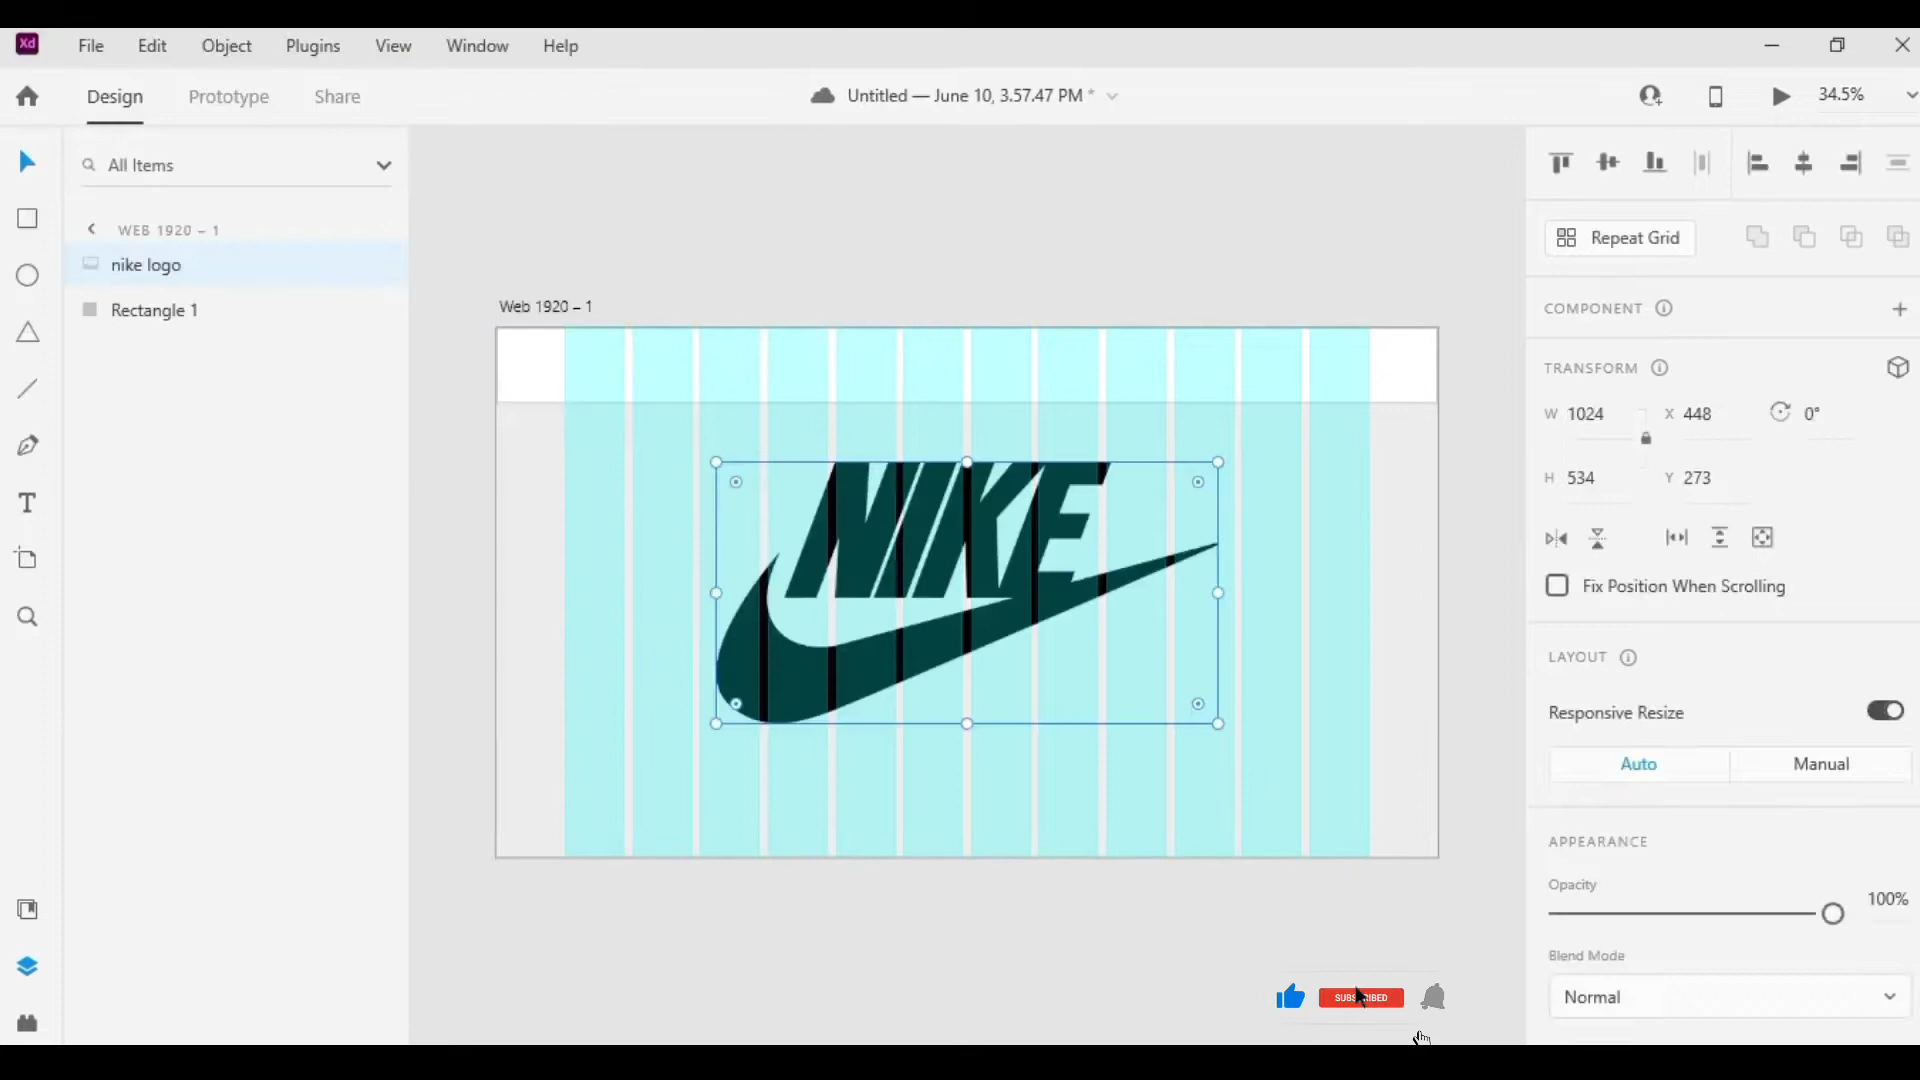 Xd File Edit Object Plugins View Window Help
Design Prototype Share Untitled — June 10, 3.57.47 PM * 34.5%
All Items
WEB 1920 – 1
nike logo
Rectangle 1
Web 1920 – 1
NIKE
Repeat Grid
COMPONENT
TRANSFORM
W 1024 X 448 0°
H 534 Y 273
Fix Position When Scrolling
LAYOUT
Responsive Resize
Auto Manual
APPEARANCE
Opacity
100%
Blend Mode
Normal
SUBSCRIBED